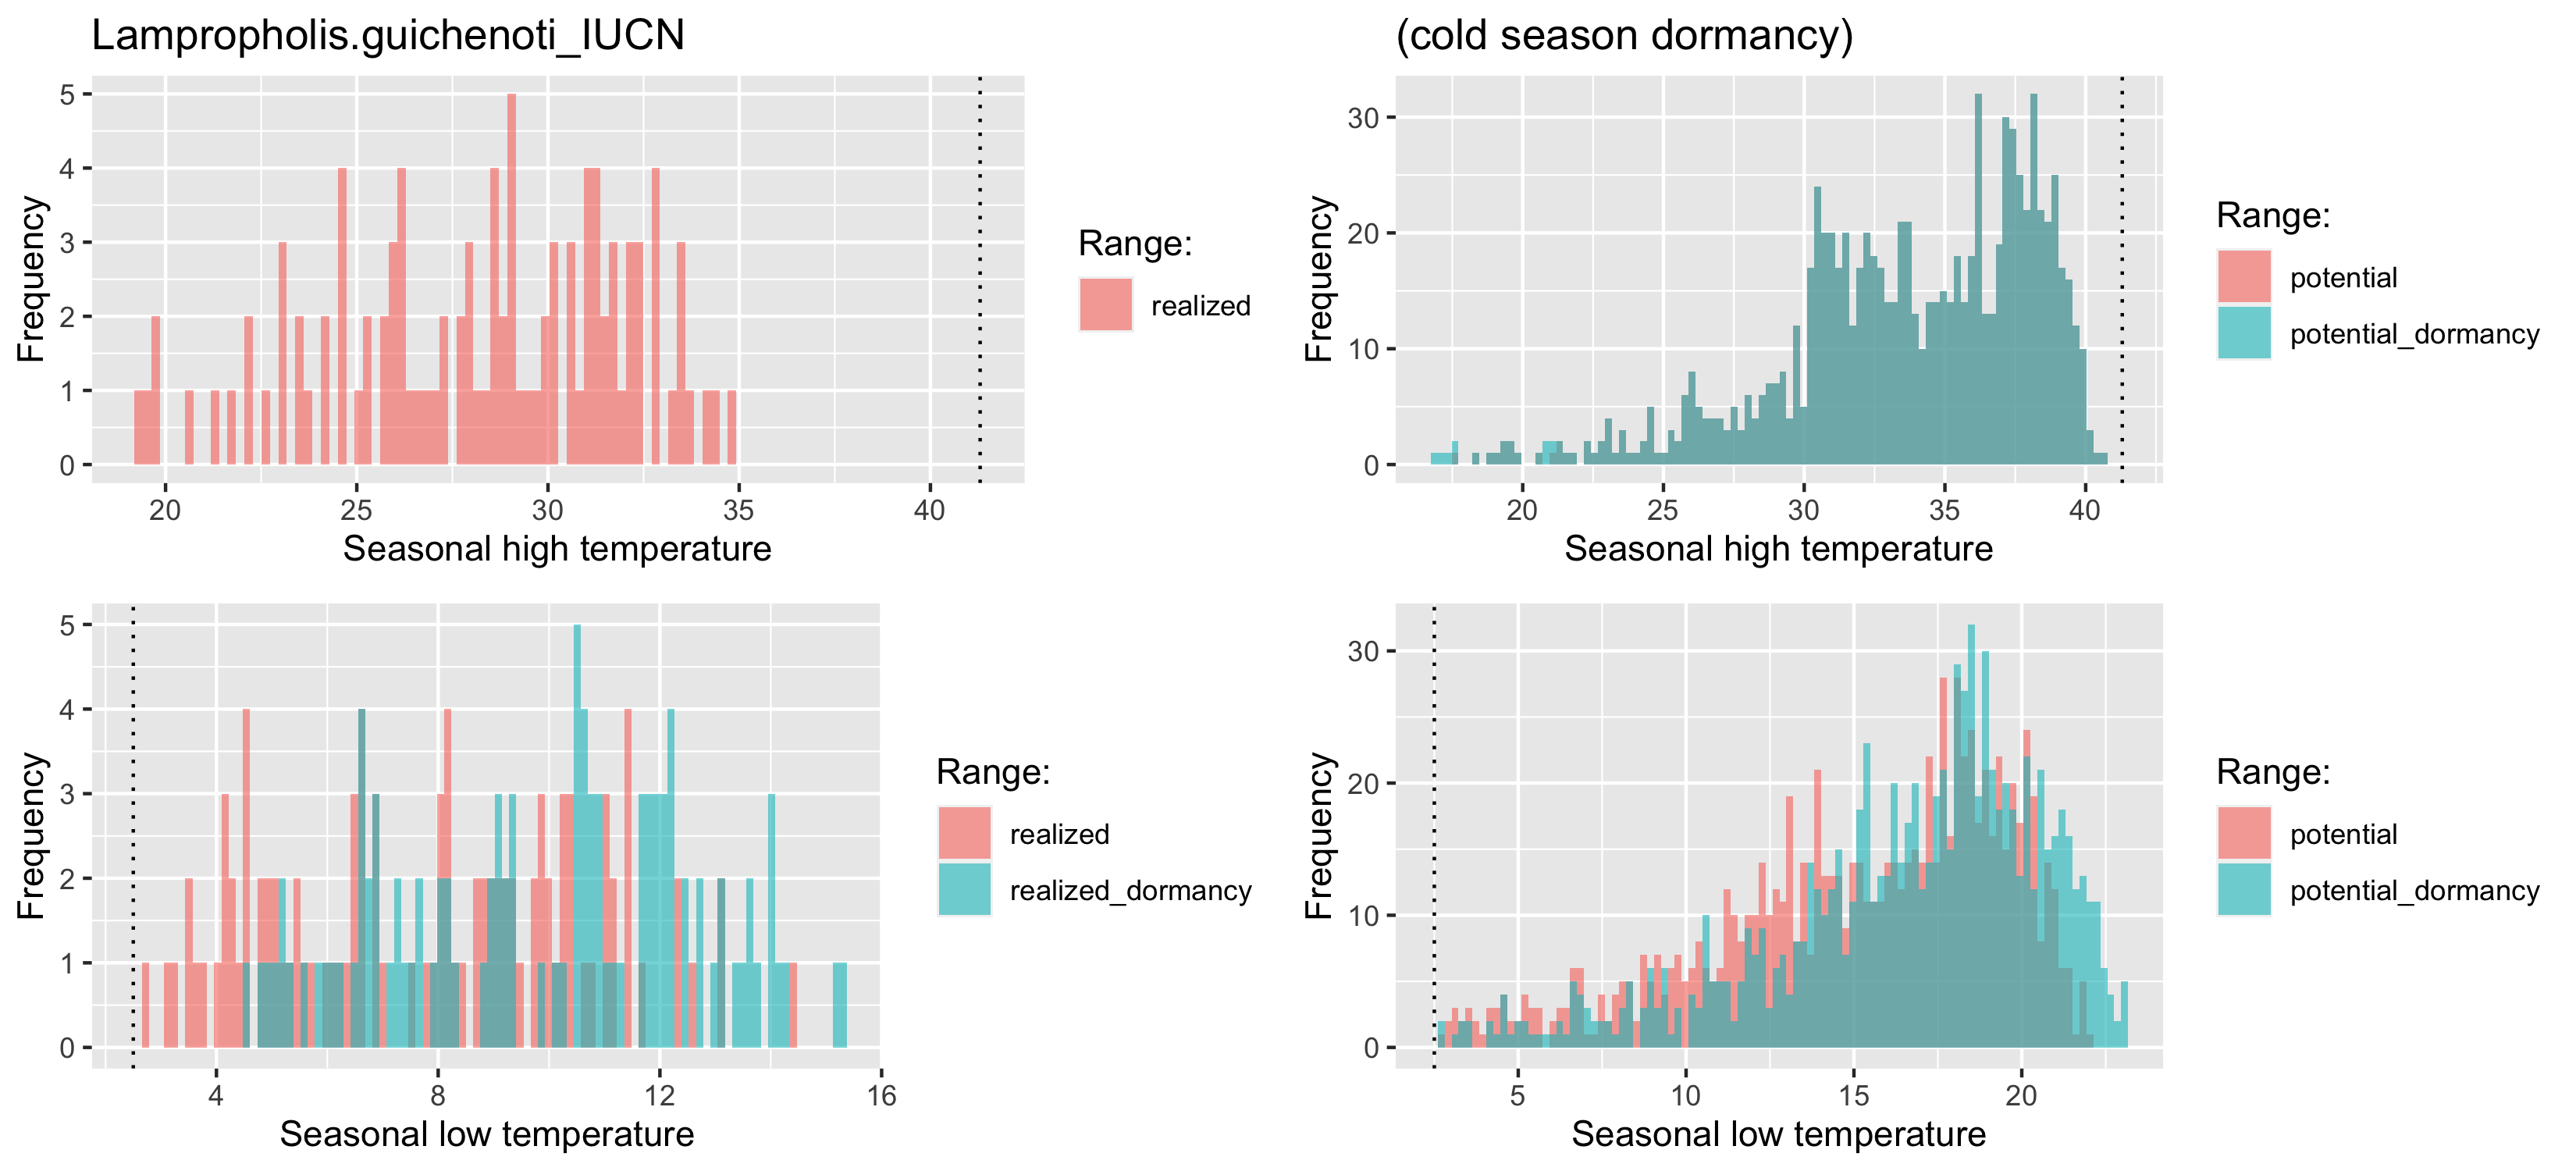 Lampropholis.guichenoti_IUCN
(cold season dormancy)
Frequency
5
4
3
2
1
0
20 25 30 35 40
Seasonal high temperature
Range:
realized
Frequency
30
20
10
0
20 25 30 35 40
Seasonal high temperature
Range:
potential
potential_dormancy
Frequency
5
4
3
2
1
0
4 8 12 16
Seasonal low temperature
Range:
realized
realized_dormancy
Frequency
30
20
10
0
5 10 15 20
Seasonal low temperature
Range:
potential
potential_dormancy